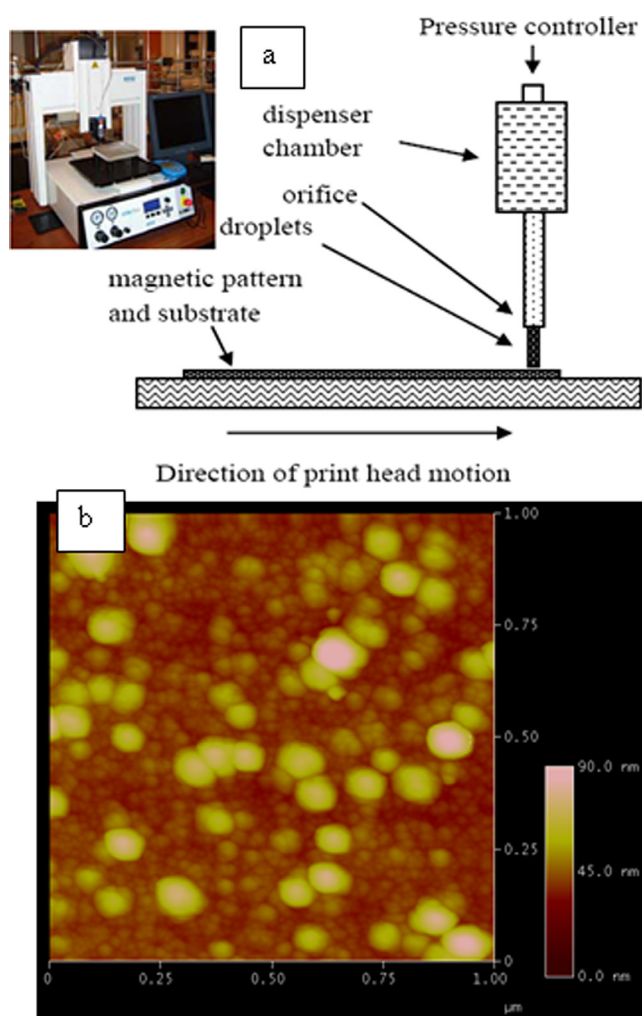 a
Pressure controller
dispenser
chamber
orifice
droplets
magnetic pattern
and substrate
Direction of print head motion
b
1.00
0.75
0.50
0.25
0
0
0.25
0.50
0.75
1.00
µm
90.0 nm
45.0 nm
0.0 nm